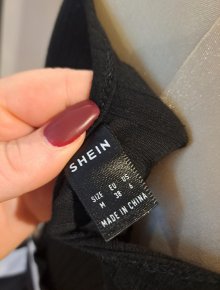 SHEIN
SIZE EU US
M 38 6
MADE IN CHINA